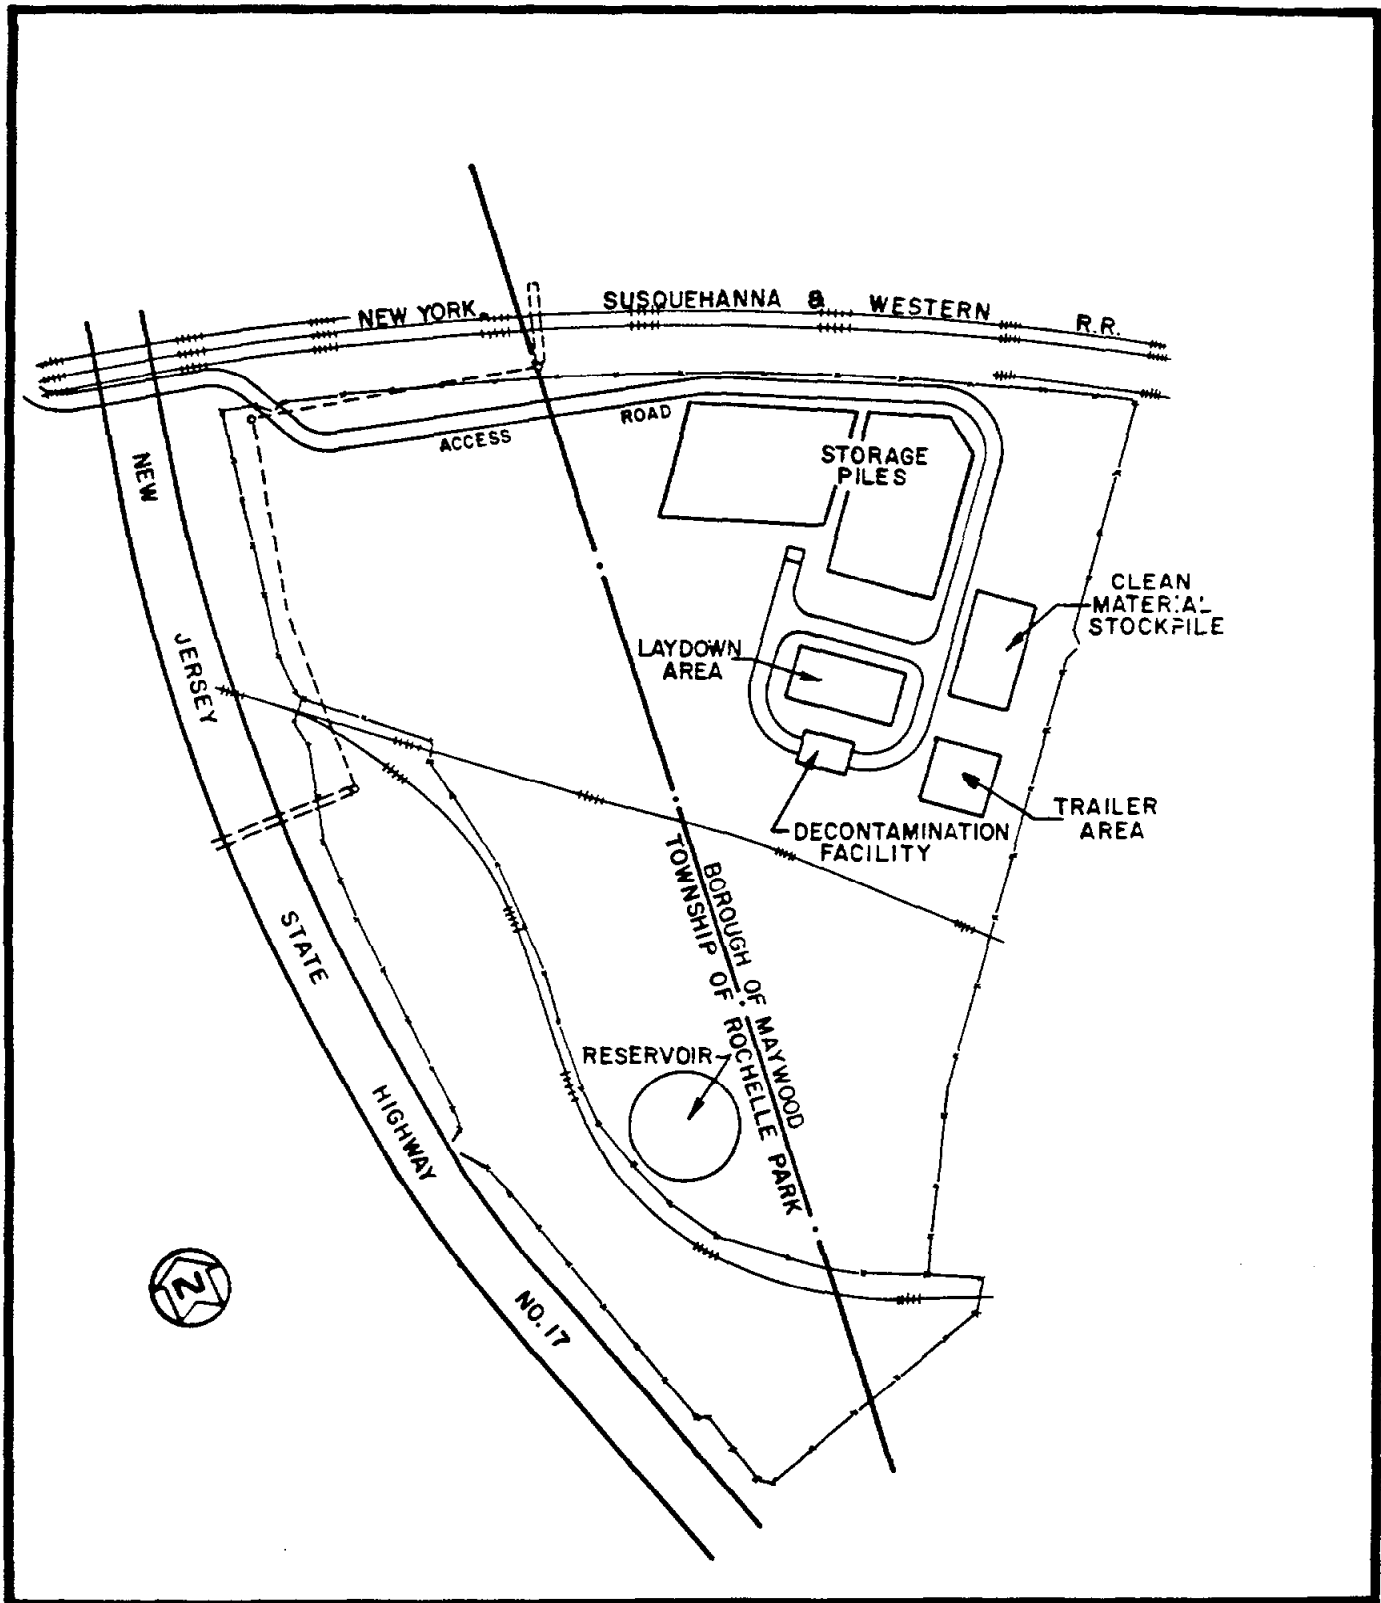 NEW YORK, SUSQUEHANNA & WESTERN R.R.
ACCESS ROAD
STORAGE
PILES
CLEAN
MATERIAL
STOCKPILE
LAYDOWN
AREA
TRAILER
AREA
DECONTAMINATION
FACILITY
BOROUGH OF MAYWOOD
TOWNSHIP OF ROCHELLE PARK
RESERVOIR
NEW JERSEY STATE HIGHWAY NO. 17
N